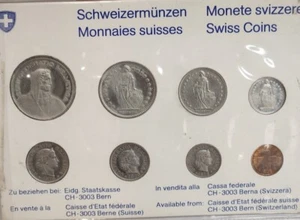 Schweizermünzen Monete svizzere
Monnaies suisses Swiss Coins
Zu beziehen bei: Eidg. Staatskasse
CH-3003 Bern
In vendita alla Cassa federale
CH-3003 Berna (Svizzera)
En vente à la Caisse d'Etat fédérale
CH-3003 Berne (Suisse)
Available from: Caisse d'Etat fédérale suisse
CH-3003 Bern (Switzerland)